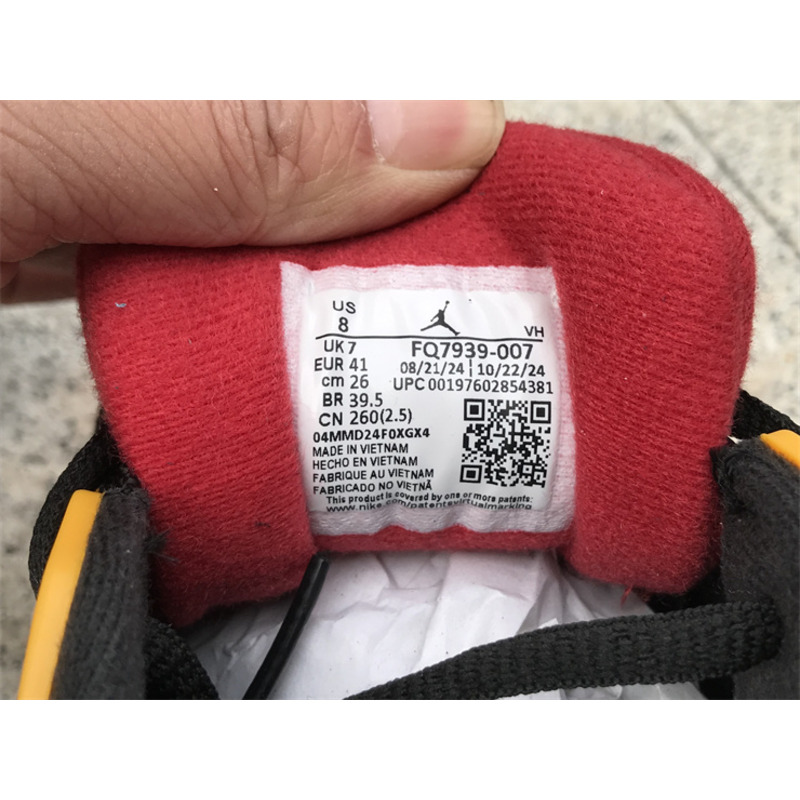 US
8
VH
UK 7
FQ7939-007
EUR 41
08/21/24 | 10/22/24
cm 26
UPC 00197602854381
BR 39.5
CN 260(2.5)
04MMD24F0XGX4
MADE IN VIETNAM
HECHO EN VIETNAM
FABRIQUE AU VIETNAM
FABRICADO NO VIETNÃ
This product is covered by one or more patents:
www.nike.com/patentsvirtualmarking